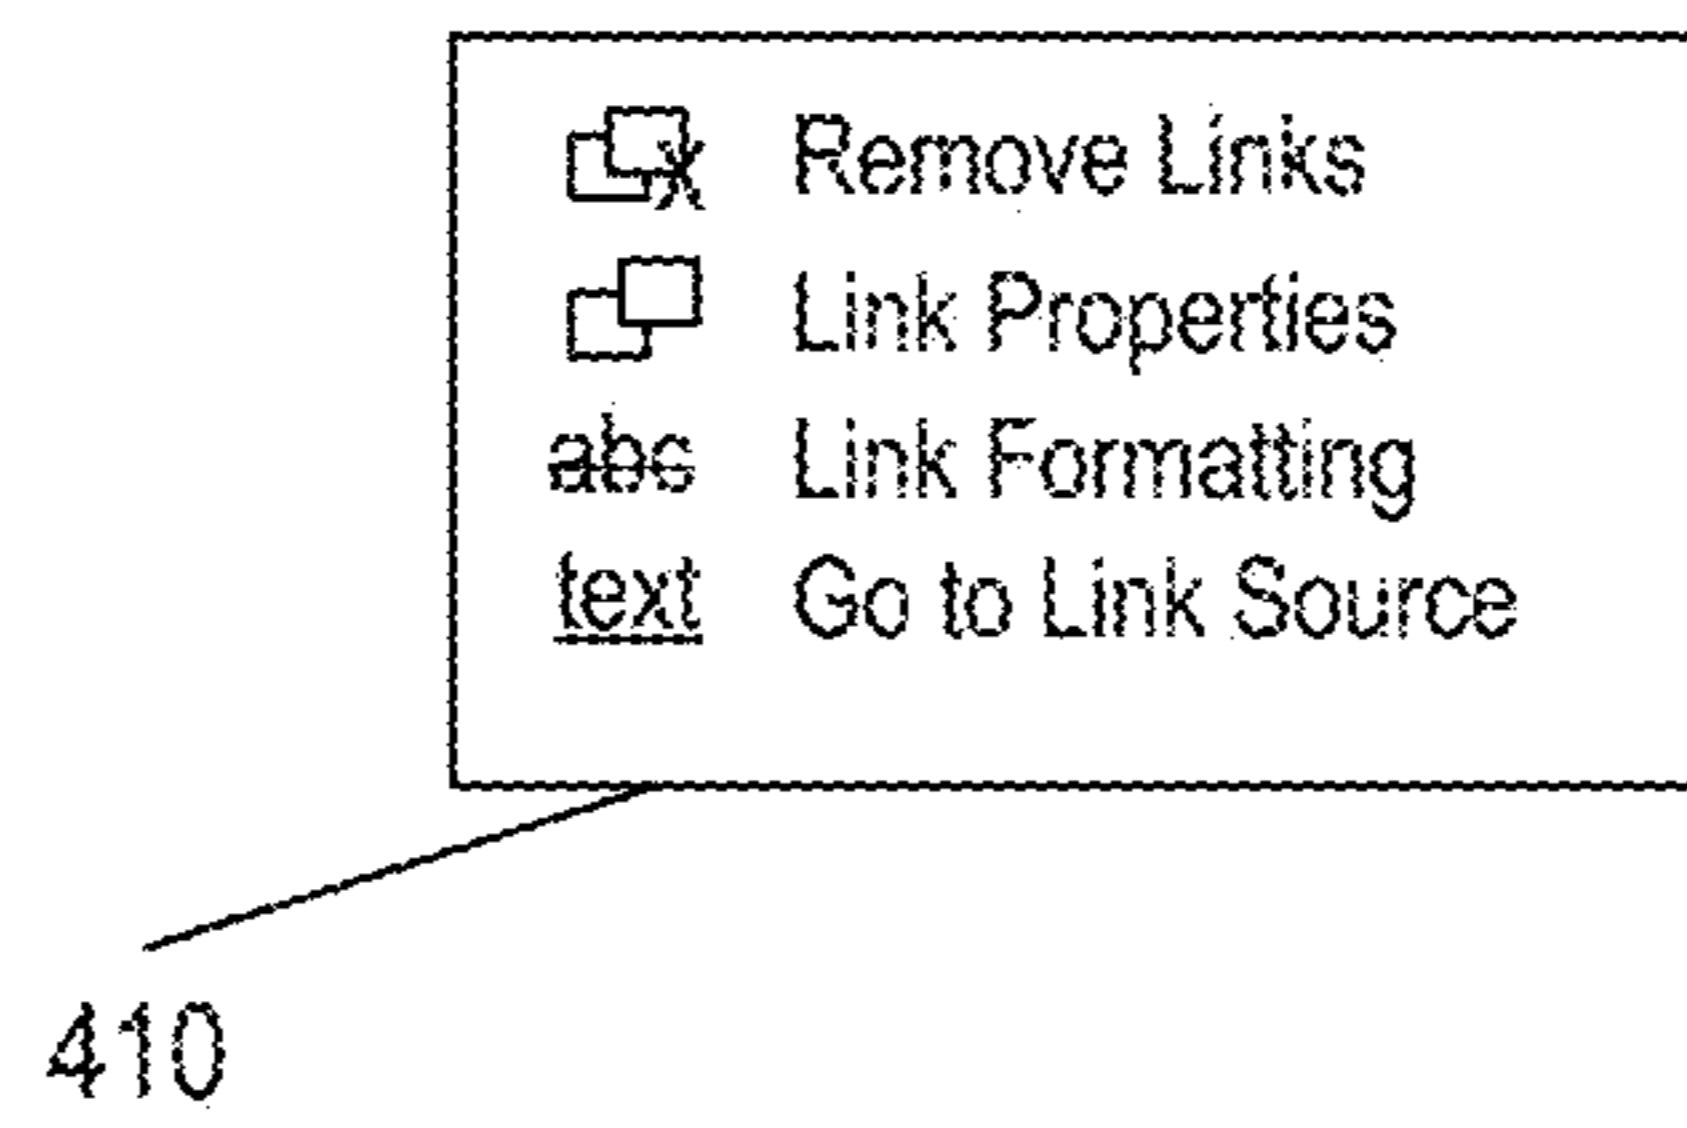 Remove Links
Link Properties
abc Link Formatting
text Go to Link Source
410